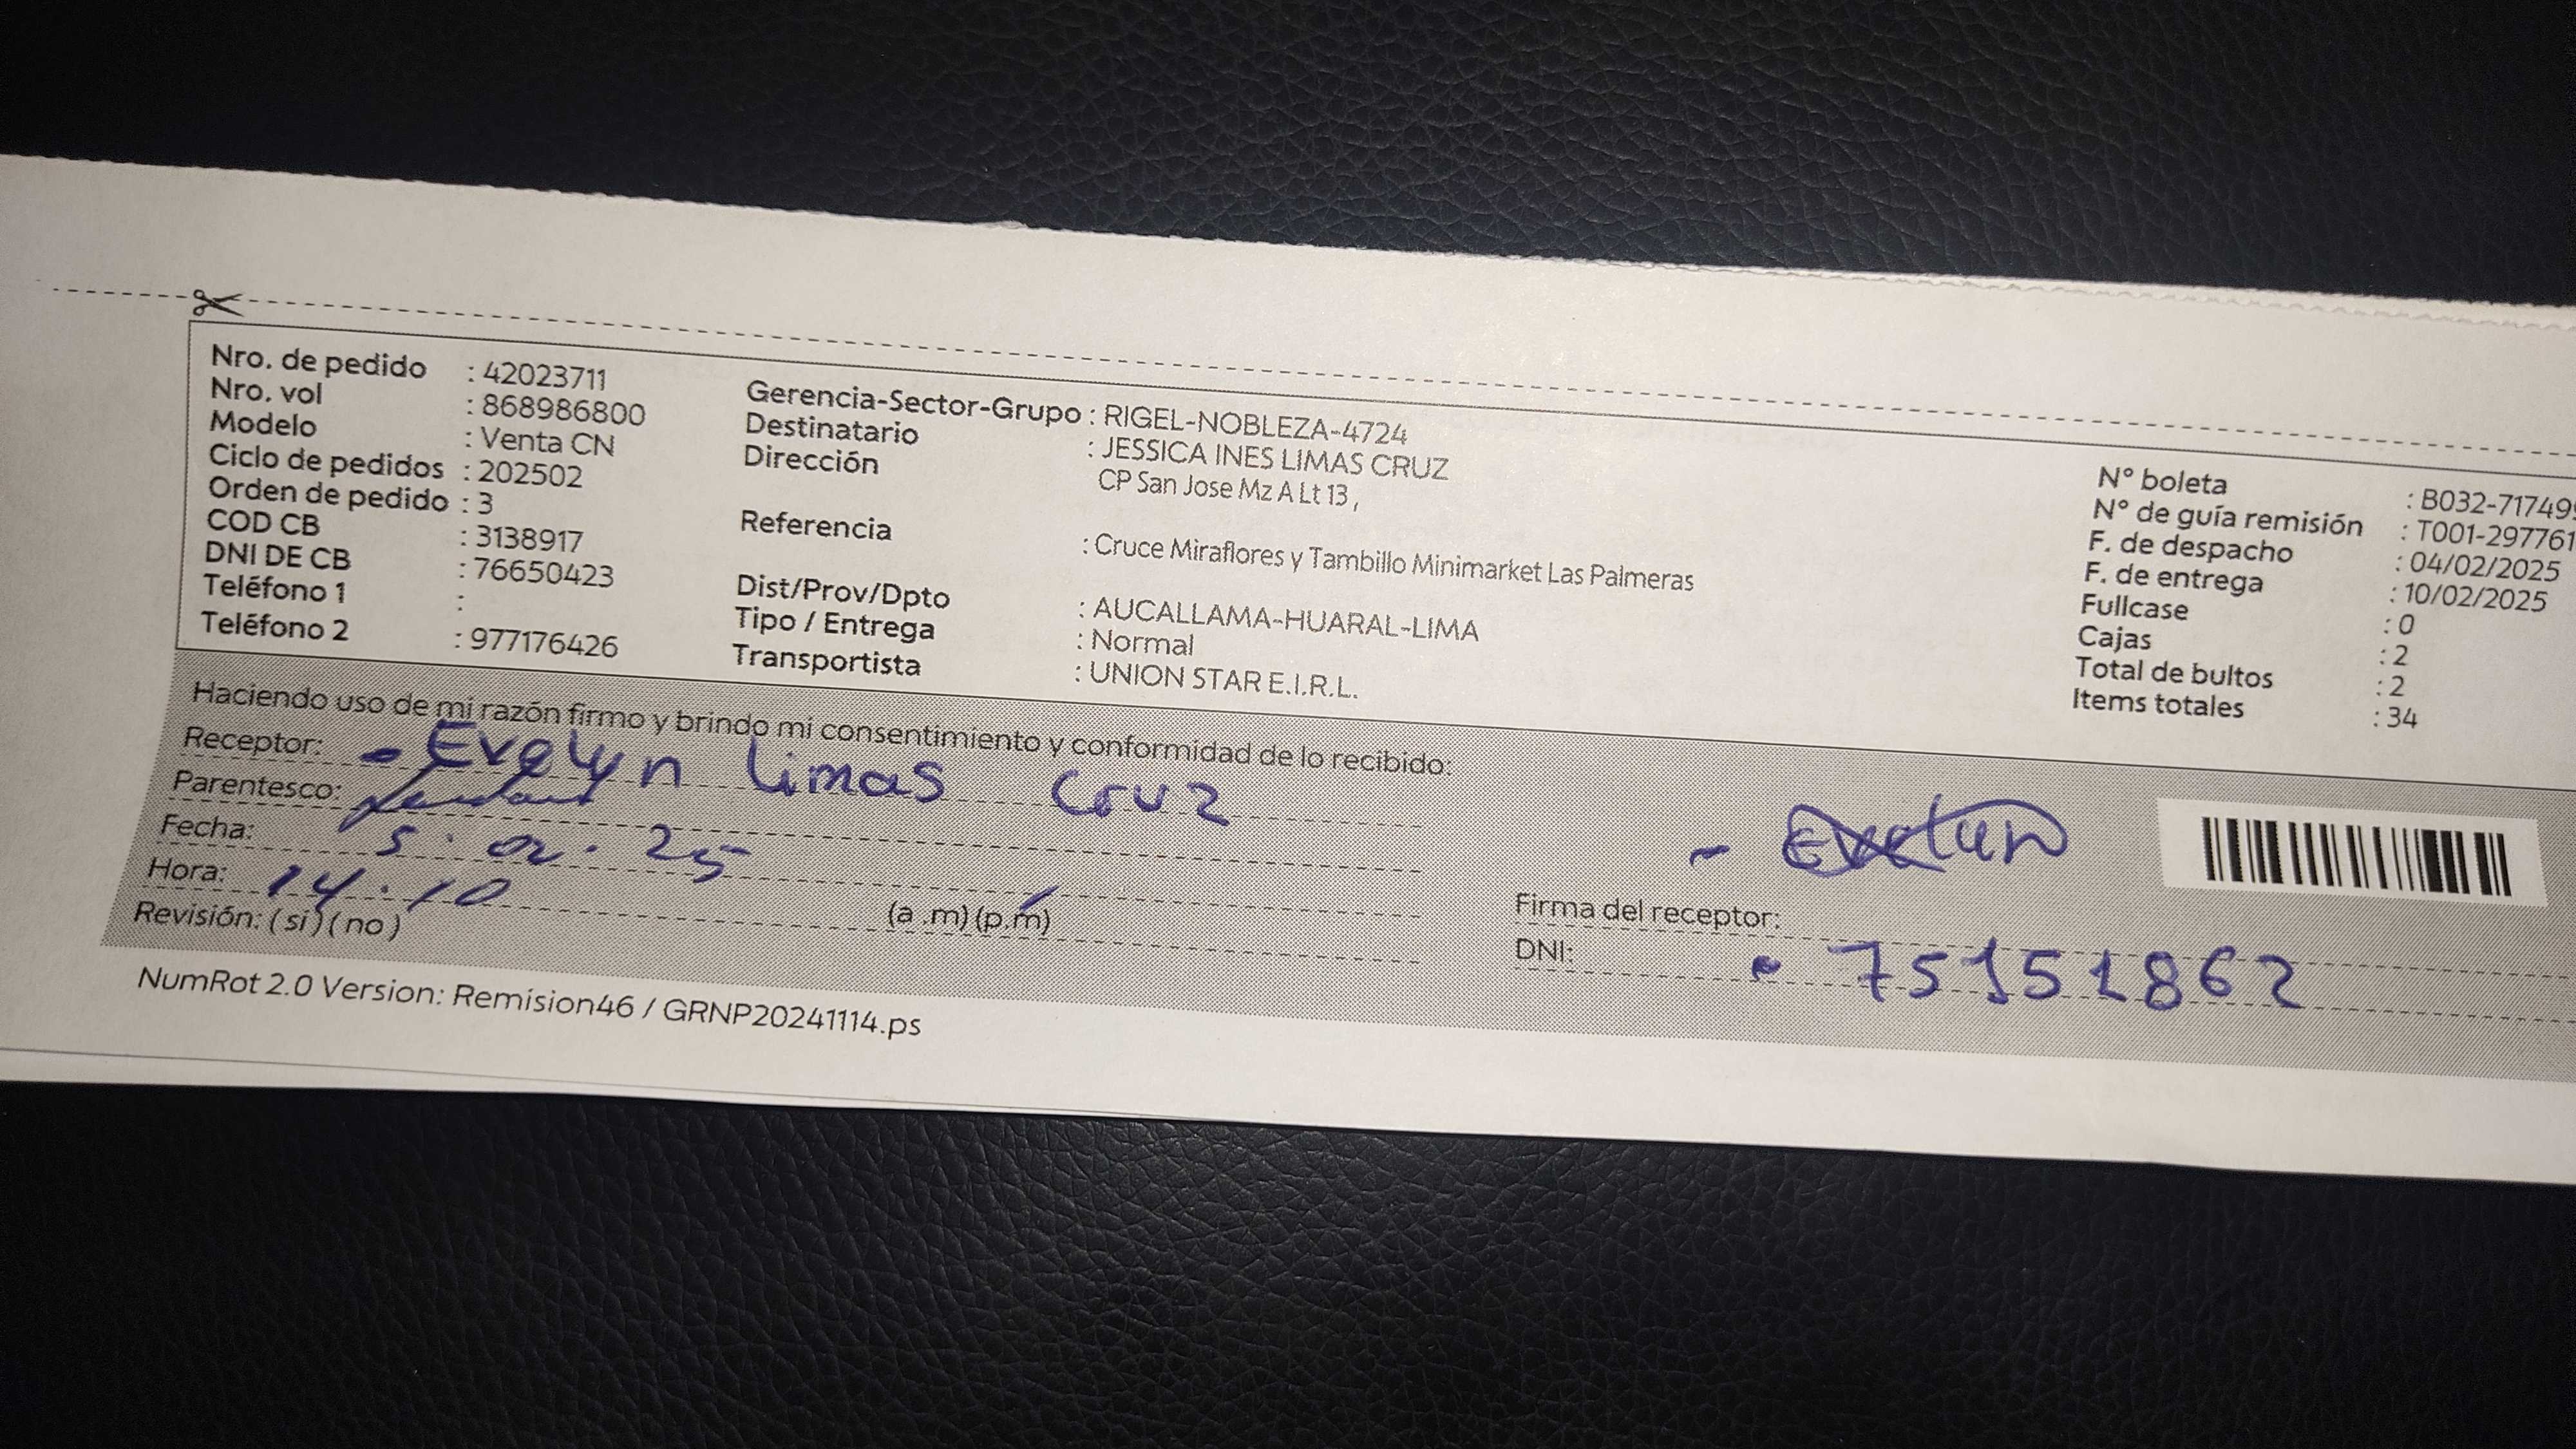 Nro. de pedido : 42023711
Nro. vol : 868986800
Modelo : Venta CN
Ciclo de pedidos : 202502
Orden de pedido : 3
COD CB : 3138917
DNI DE CB : 76650423
Teléfono 1 :
Teléfono 2 : 977176426
Gerencia-Sector-Grupo : RIGEL-NOBLEZA-4724
Destinatario : JESSICA INES LIMAS CRUZ
Dirección CP San Jose Mz A Lt 13 ,
Referencia : Cruce Miraflores y Tambillo Minimarket Las Palmeras
Dist/Prov/Dpto : AUCALLAMA-HUARAL-LIMA
Tipo / Entrega : Normal
Transportista : UNION STAR E.I.R.L.
N° boleta : B032-71749
N° de guía remisión : T001-297761
F. de despacho : 04/02/2025
F. de entrega : 10/02/2025
Fullcase : 0
Cajas : 2
Total de bultos : 2
Items totales : 34
Haciendo uso de mi razón firmo y brindo mi consentimiento y conformidad de lo recibido:
Receptor: - Evelyn Limas Cruz
Parentesco:
Fecha: 5 . 02 . 25
Hora: 14.10 (a .m) (p.m)
Revisión: ( si ) ( no )
- Evelyn
Firma del receptor:
DNI: - 75151862
NumRot 2.0 Version: Remision46 / GRNP20241114.ps